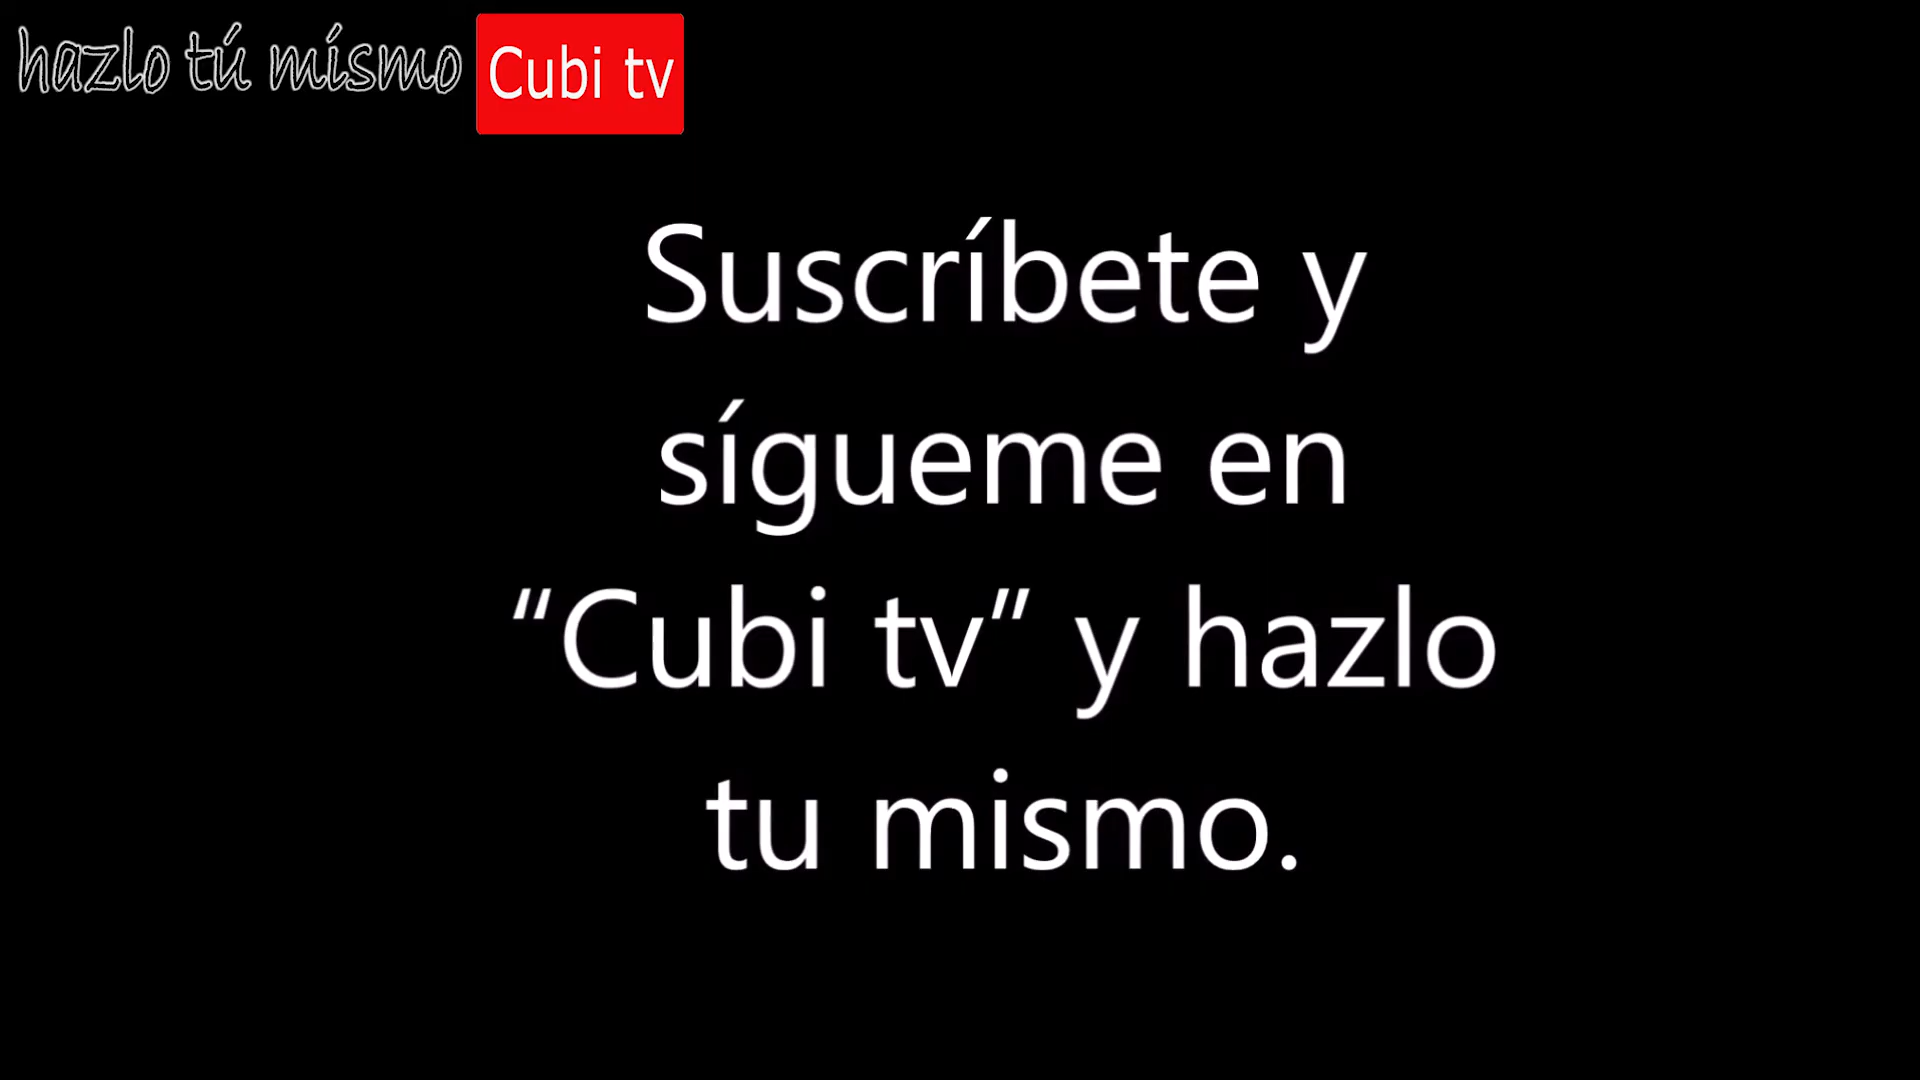 hazlo tú mismo Cubi tv
Suscríbete y
sígueme en
“Cubi tv” y hazlo
tu mismo.